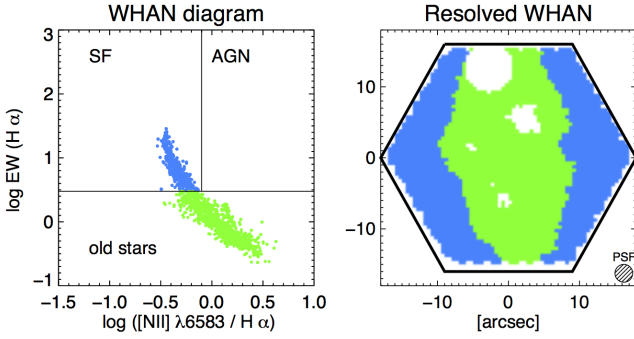 WHAN diagram
Resolved WHAN
3
2
1
0
−1
log EW (H α)
SF
AGN
old stars
−1.5 −1.0 −0.5 −0.0 0.5 1.0
log ([NII] λ6583 / H α)
10
0
−10
−10 0 10
[arcsec]
PSF